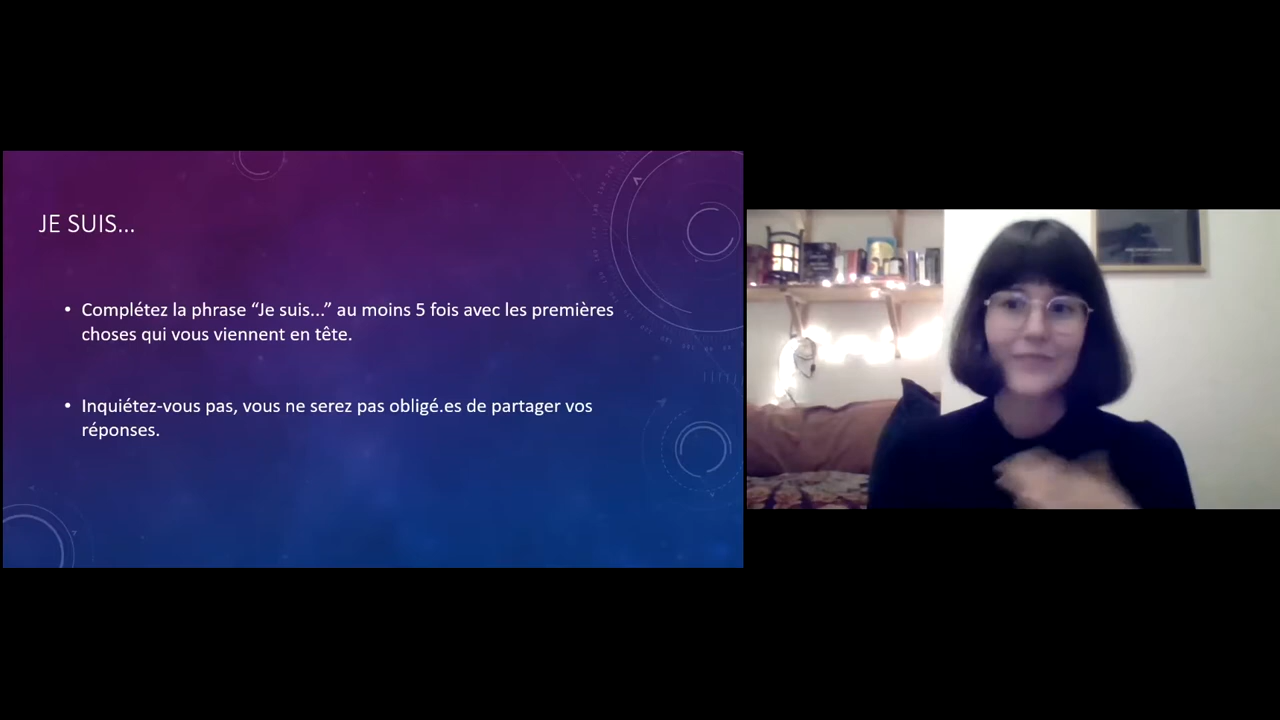 JE SUIS...
• Complétez la phrase “Je suis...” au moins 5 fois avec les premières
choses qui vous viennent en tête.
• Inquiétez-vous pas, vous ne serez pas obligé.es de partager vos
réponses.